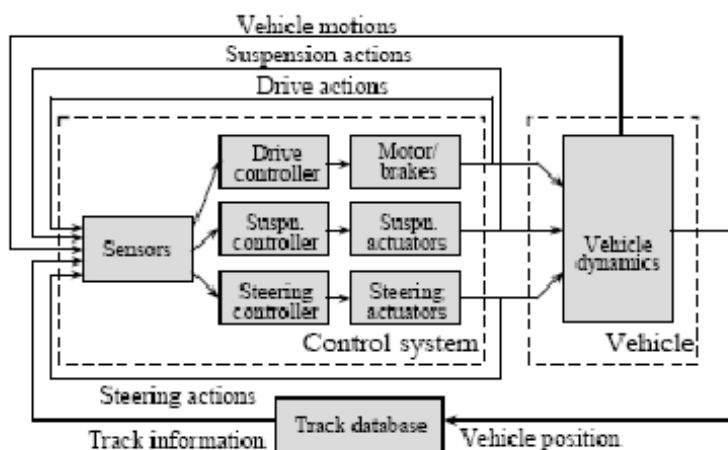 Vehicle motions
Suspension actions
Drive actions
Drive
controller
Motor/
brakes
Sensors
Suspn.
controller
Suspn.
actuators
Vehicle
dynamics
Steering
controller
Steering
actuators
Control system
Vehicle
Steering actions
Track information
Track database
Vehicle position